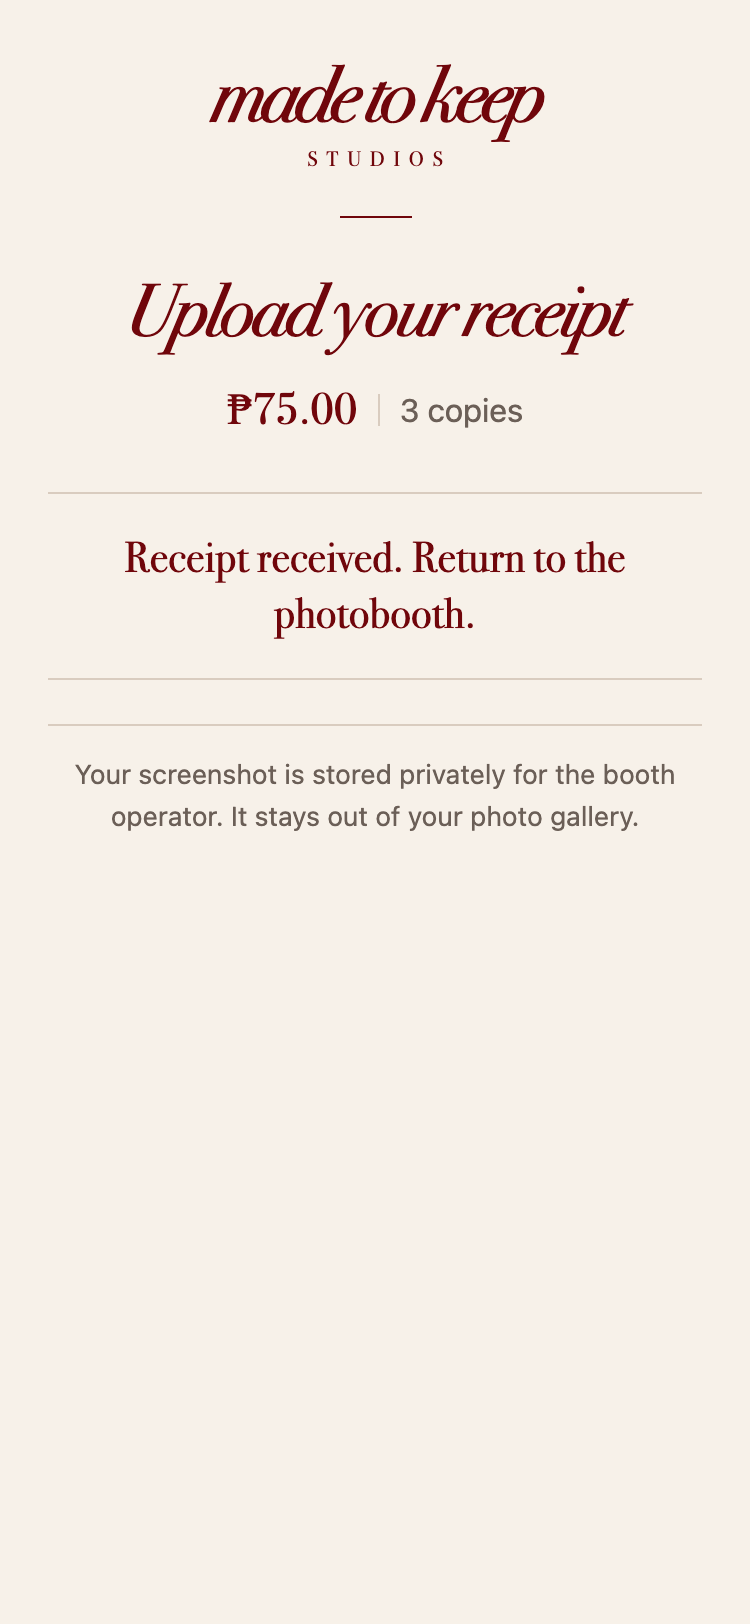 made to keep
STUDIOS
Upload your receipt
₱75.00 3 copies
Receipt received. Return to the
photobooth.
Your screenshot is stored privately for the booth
operator. It stays out of your photo gallery.